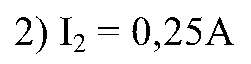 2) I₂ = 0,25A